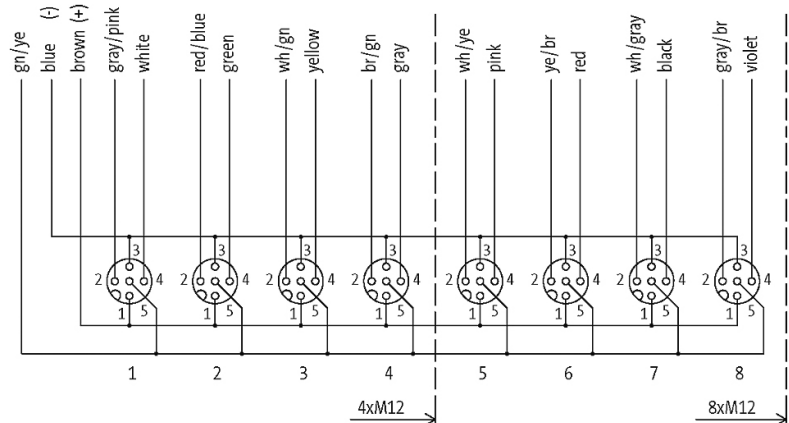 gn/ye
blue (-)
brown (+)
gray/pink
white
red/blue
green
wh/gn
yellow
br/gn
gray
wh/ye
pink
ye/br
red
wh/gray
black
gray/br
violet
3 3 3 3 3 3 3 3
2 4 2 4 2 4 2 4 2 4 2 4 2 4 2 4
1 5 1 5 1 5 1 5 1 5 1 5 1 5 1 5
1 2 3 4 5 6 7 8
4xM12 8xM12